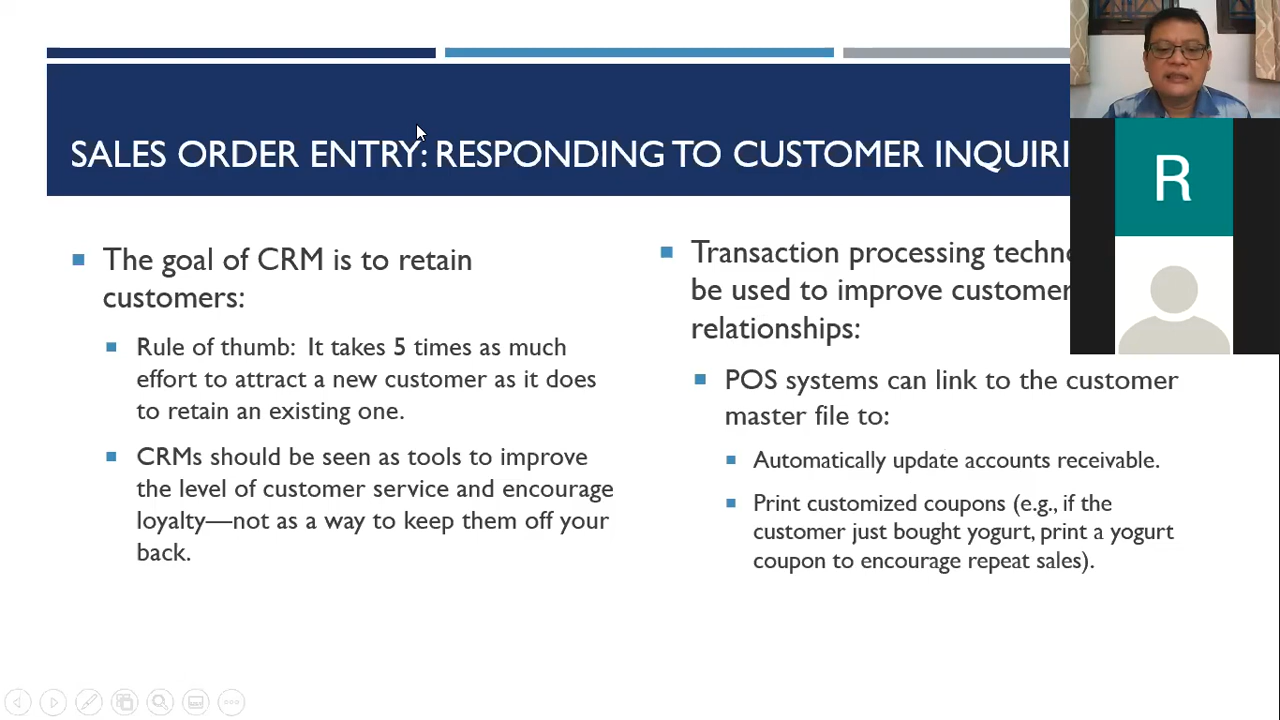 SALES ORDER ENTRY: RESPONDING TO CUSTOMER
The goal of CRM is to retain
customers:
Rule of thumb: It takes 5 times as much
effort to attract a new customer as it does
to retain an existing one.
CRMs should be seen as tools to improve
the level of customer service and encourage
loyalty—not as a way to keep them off your
back.
Transaction processing
be used to improve customer
relationships:
POS systems can link to the customer
master file to:
Automatically update accounts receivable.
Print customized coupons (e.g., if the
customer just bought yogurt, print a yogurt
coupon to encourage repeat sales).
R